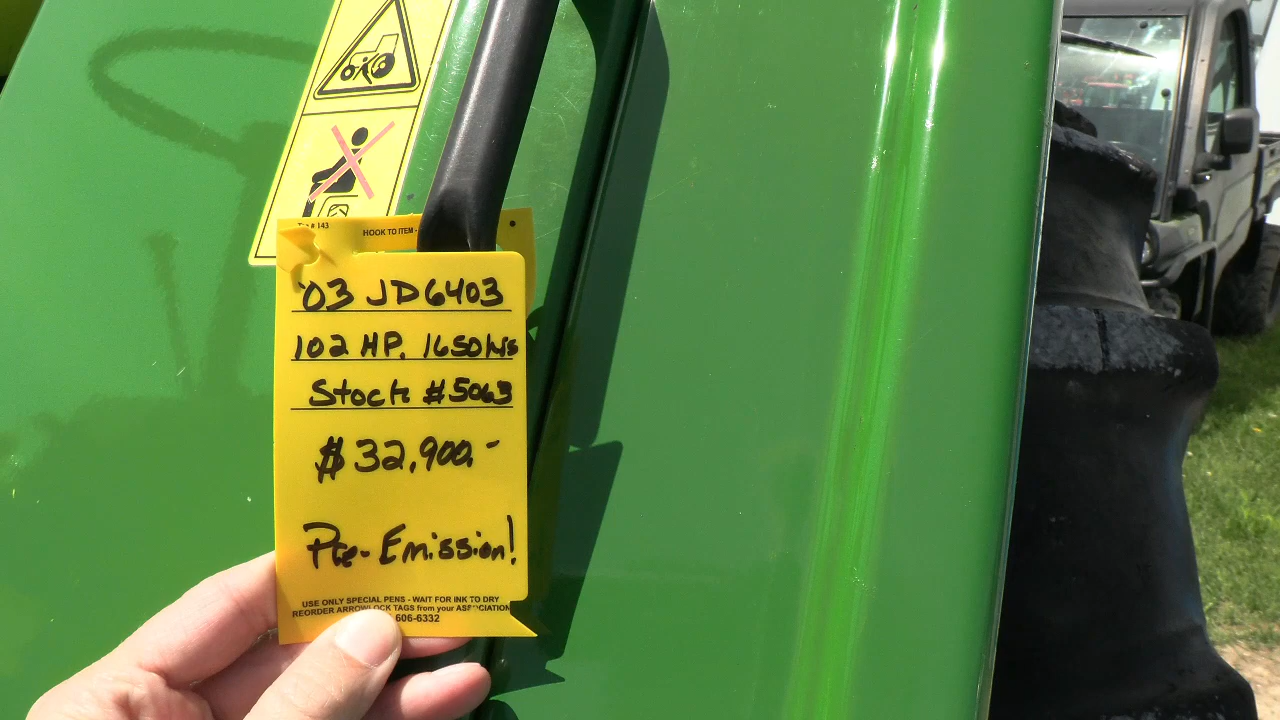 143
HOOK TO ITEM -
'03 JD6403
102 HP. 1650 hrs
Stock #5063
$32,900.-
Pre-Emission!
USE ONLY SPECIAL PENS - WAIT FOR INK TO DRY
REORDER ARROWLOCK TAGS from your ASSOCIATION
606-6332